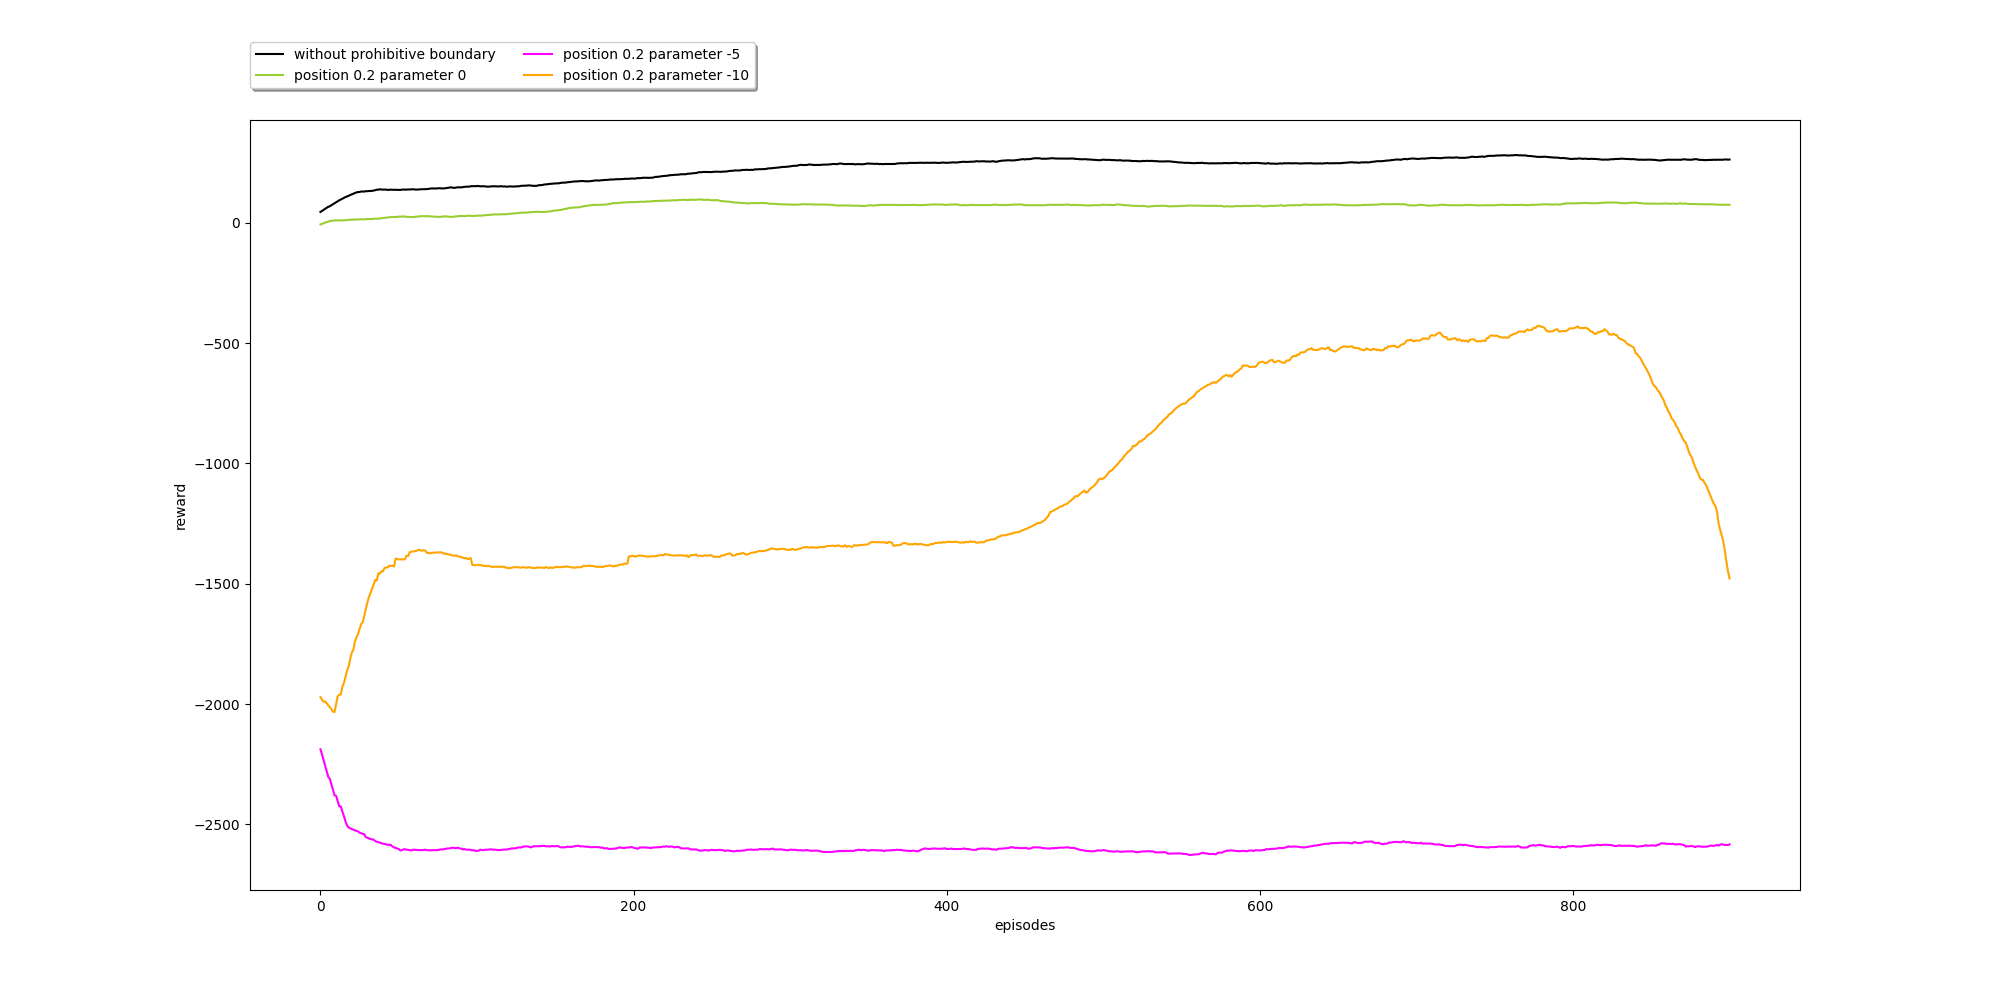 without prohibitive boundary
position 0.2 parameter 0
position 0.2 parameter -5
position 0.2 parameter -10
0
−500
−1000
−1500
−2000
−2500
reward
0
200
400
600
800
episodes